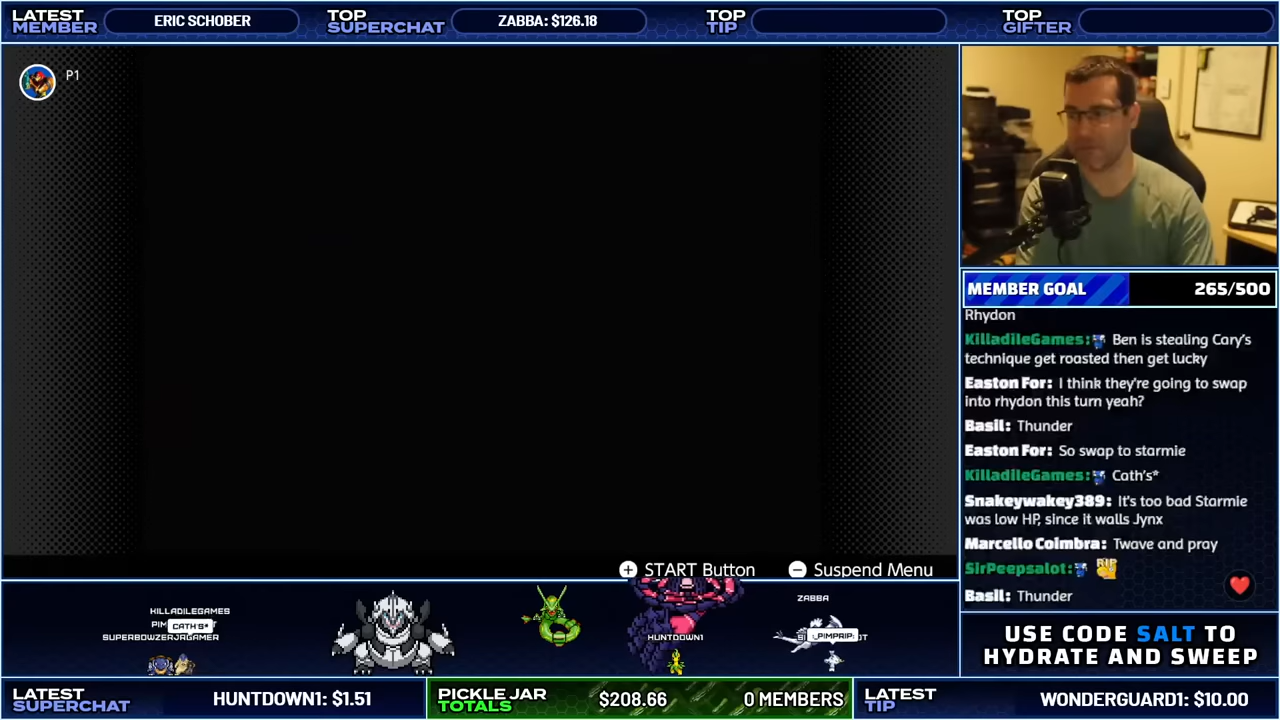 LATEST MEMBER
ERIC SCHOBER
TOP SUPERCHAT
ZABBA: $126.18
TOP TIP
TOP GIFTER
P1
START Button
Suspend Menu
MEMBER GOAL
265/500
Rhydon
KilladileGames: Ben is stealing Cary's
technique get roasted then get lucky
Easton For: I think they're going to swap
into rhydon this turn yeah?
Basil: Thunder
Easton For: So swap to starmie
KilladileGames: Cath's*
Snakeywakey389: It's too bad Starmie
was low HP, since it walls Jynx
Marcello Coimbra: Twave and pray
SirPeepsalot: RIP
Basil: Thunder
KILLADILEGAMES
CATH'S*
SUPERBOWZERJRGAMER
HUNTDOWN1
ZABBA
USE CODE SALT TO
HYDRATE AND SWEEP
LATEST SUPERCHAT
HUNTDOWN1: $1.51
PICKLE JAR TOTALS
$208.66
0 MEMBERS
LATEST TIP
WONDERGUARD1: $10.00